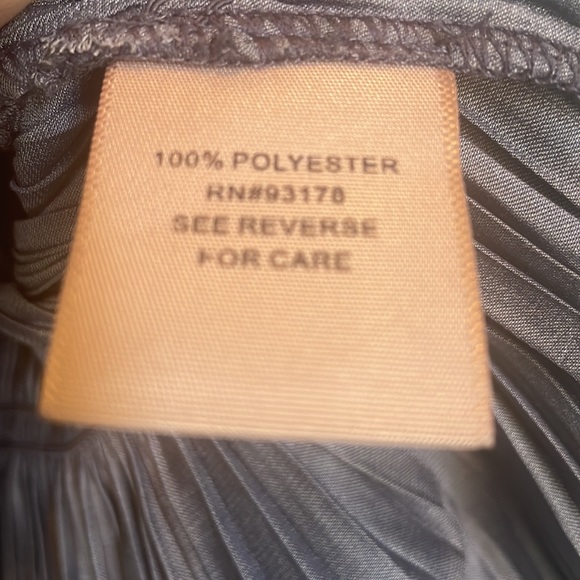 100% POLYESTER
RN#93178
SEE REVERSE
FOR CARE